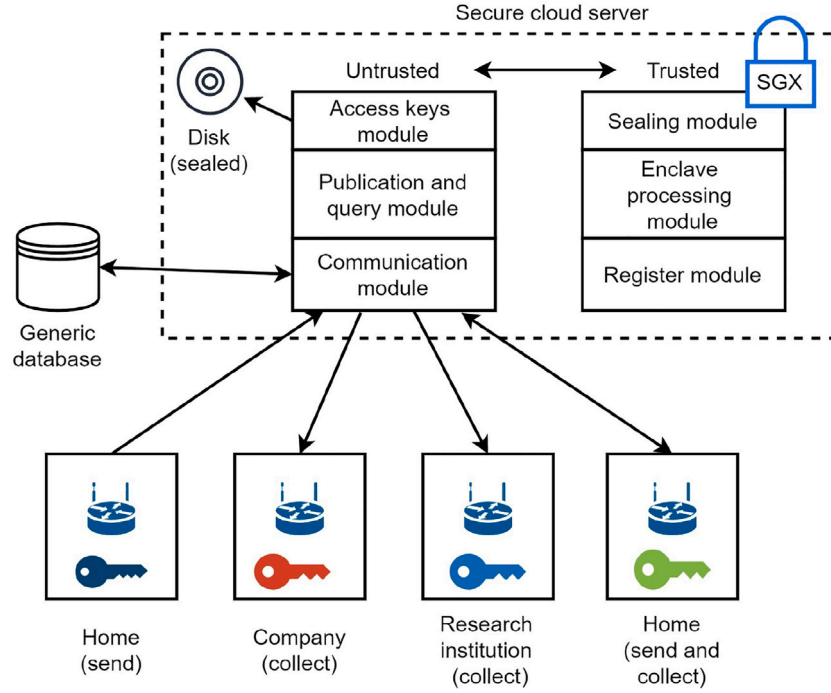 Secure cloud server
Untrusted
Trusted
SGX
Disk
(sealed)
Access keys
module
Publication and
query module
Communication
module
Sealing module
Enclave
processing
module
Register module
Generic
database
Home
(send)
Company
(collect)
Research
institution
(collect)
Home
(send and
collect)